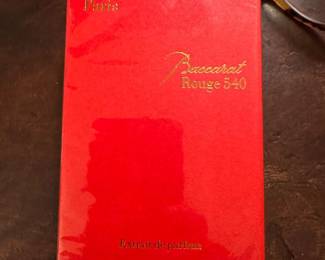 Paris
Baccarat
Rouge 540
Extrait de parfum